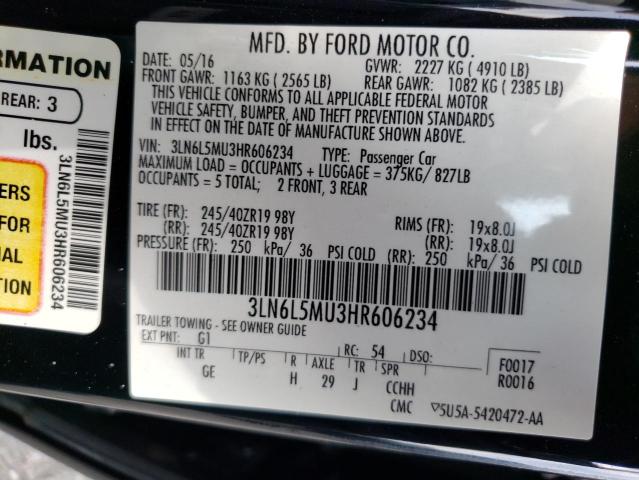 RMATION
REAR: 3
lbs.
ERS
FOR
IAL
TION
3LN6L5MU3HR606234
MFD. BY FORD MOTOR CO.
DATE: 05/16 GVWR: 2227 KG ( 4910 LB)
FRONT GAWR: 1163 KG ( 2565 LB) REAR GAWR: 1082 KG ( 2385 LB)
THIS VEHICLE CONFORMS TO ALL APPLICABLE FEDERAL MOTOR
VEHICLE SAFETY, BUMPER, AND THEFT PREVENTION STANDARDS
IN EFFECT ON THE DATE OF MANUFACTURE SHOWN ABOVE.
VIN: 3LN6L5MU3HR606234 TYPE: Passenger Car
MAXIMUM LOAD = OCCUPANTS + LUGGAGE = 375KG/ 827LB
OCCUPANTS = 5 TOTAL; 2 FRONT, 3 REAR
TIRE (FR): 245/40ZR19 98Y RIMS (FR): 19x8.0J
(RR): 245/40ZR19 98Y (RR): 19x8.0J
PRESSURE (FR): 250 kPa/ 36 PSI COLD (RR): 250 kPa/ 36 PSI COLD
3LN6L5MU3HR606234
TRAILER TOWING - SEE OWNER GUIDE
EXT PNT: G1 RC: 54 DSO: F0017
INT TR TP/PS R AXLE TR SPR R0016
GE H 29 J CCHH
CMC ▽5U5A-5420472-AA